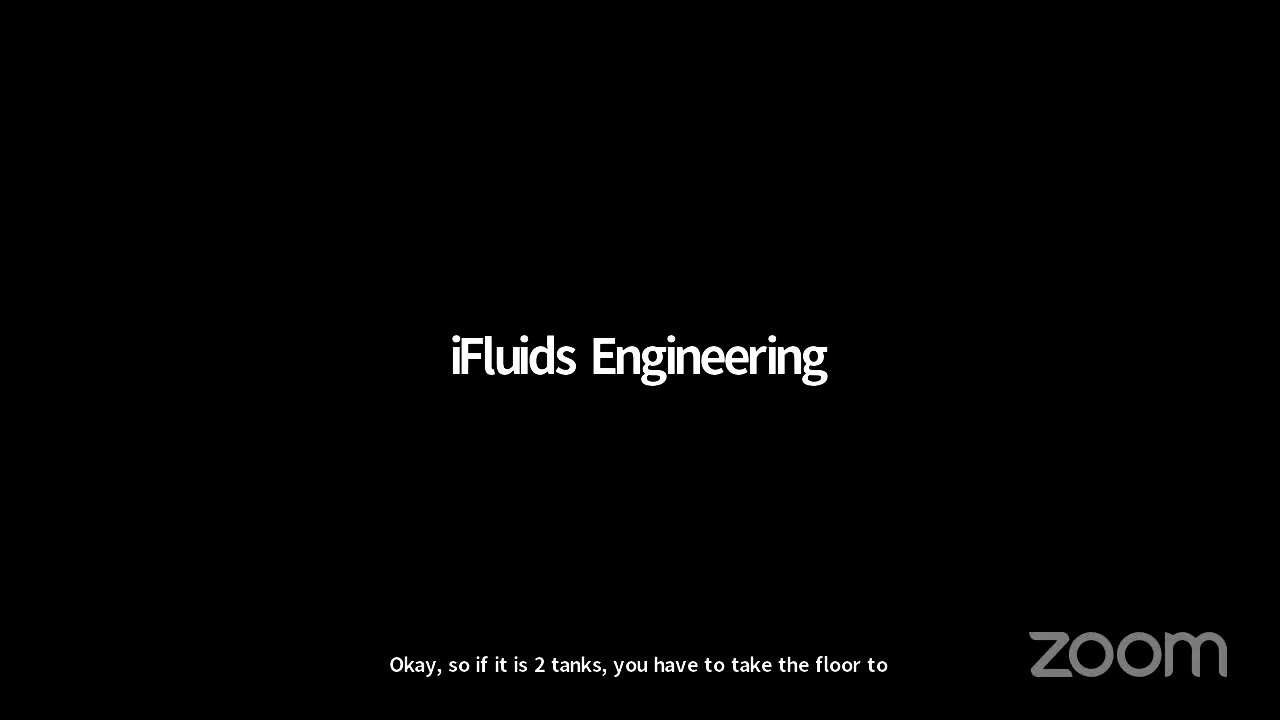 iFluids Engineering
Okay, so if it is 2 tanks, you have to take the floor to
zoom